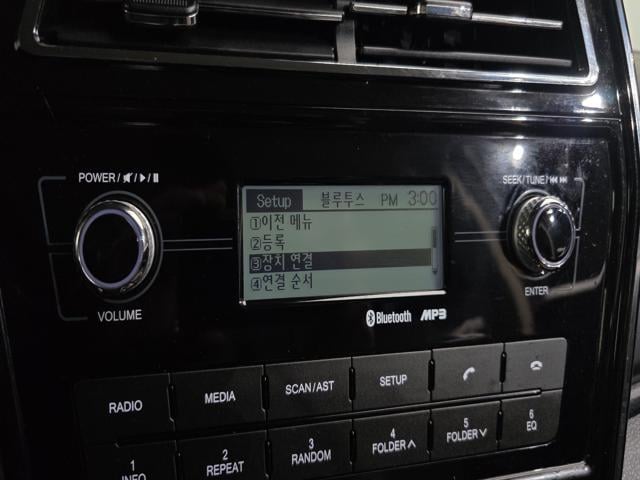 POWER/🔇/▶/⏸
SEEK/TUNE/⏮ ⏭
Setup 블루투스 PM 3:00
①이전 메뉴
②등록
③장치 연결
④연결 순서
VOLUME
ENTER
Bluetooth MP3
RADIO
MEDIA
SCAN/AST
SETUP
1
INFO
2
REPEAT
3
RANDOM
4
FOLDER∧
5
FOLDER∨
6
EQ